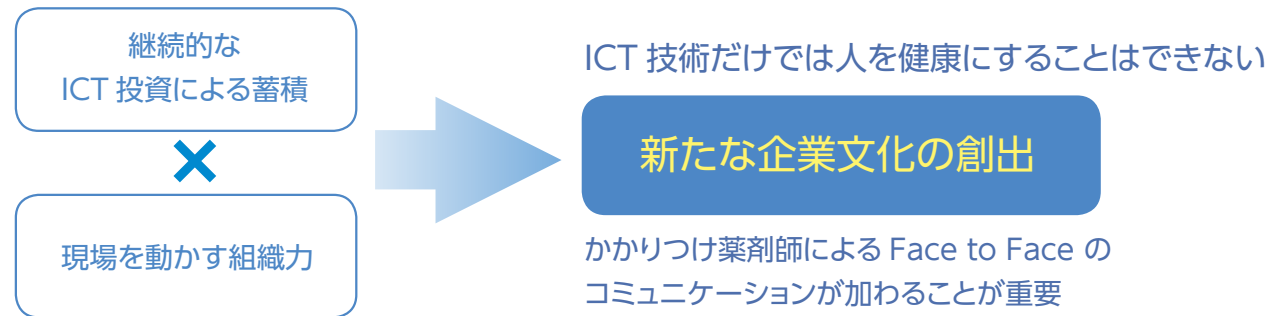 継続的な
ICT 投資による蓄積
×
現場を動かす組織力
ICT 技術だけでは人を健康にすることはできない
新たな企業文化の創出
かかりつけ薬剤師による Face to Face の
コミュニケーションが加わることが重要